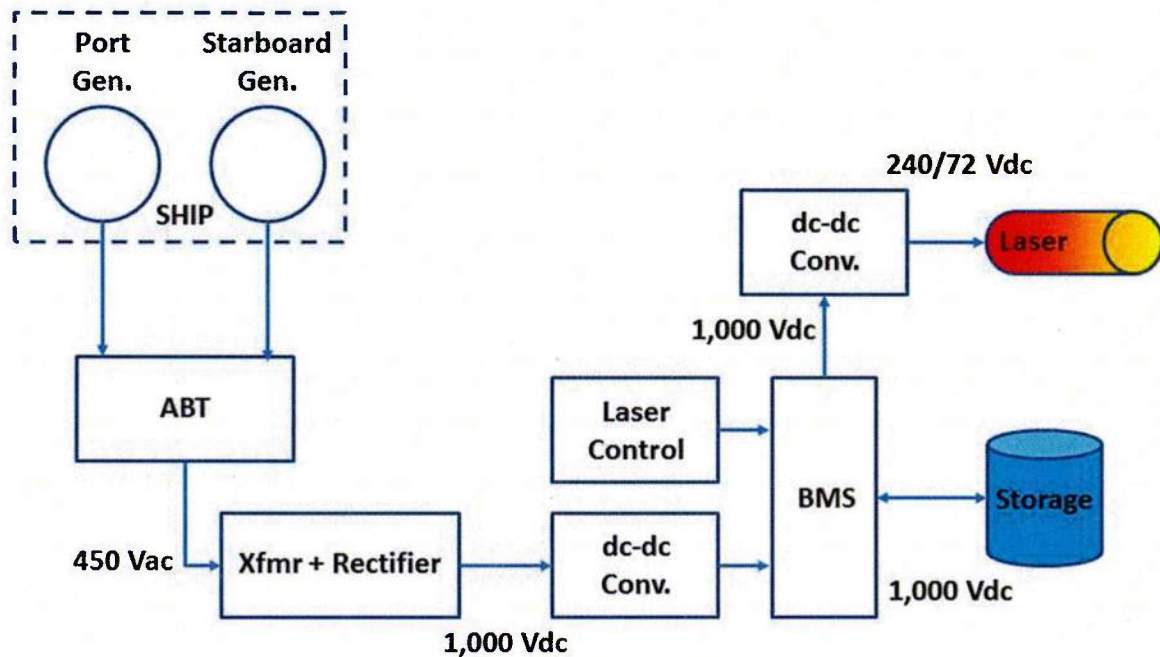 Port
Gen.
Starboard
Gen.
SHIP
240/72 Vdc
dc-dc
Conv.
Laser
1,000 Vdc
ABT
Laser
Control
BMS
Storage
450 Vac
Xfmr + Rectifier
dc-dc
Conv.
1,000 Vdc
1,000 Vdc